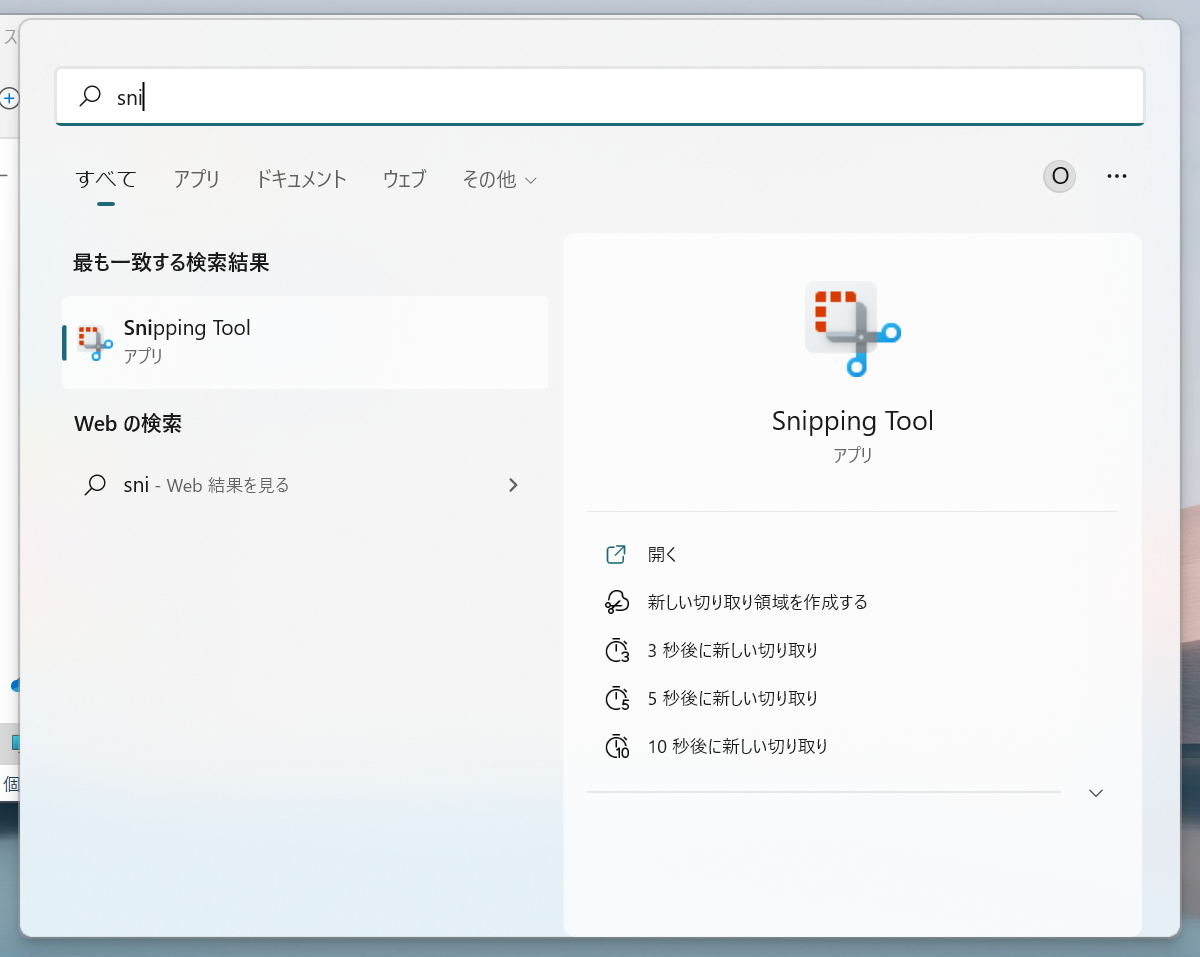 ス
sni
すべて アプリ ドキュメント ウェブ その他
O
最も一致する検索結果
Snipping Tool
アプリ
Web の検索
sni - Web 結果を見る
Snipping Tool
アプリ
開く
新しい切り取り領域を作成する
3 秒後に新しい切り取り
5 秒後に新しい切り取り
10 秒後に新しい切り取り
個